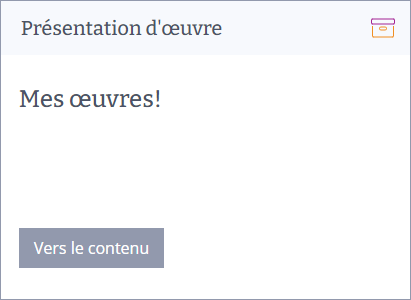 Présentation d'œuvre
Mes œuvres!
Vers le contenu